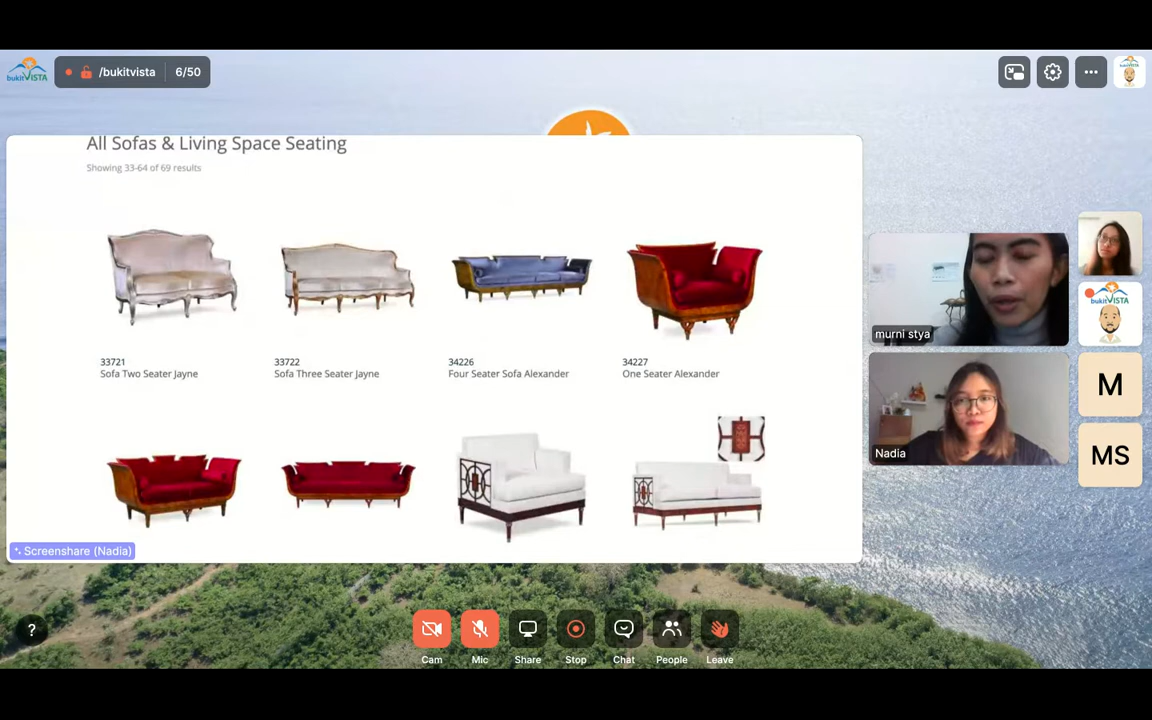 bukitVISTA
/bukitvista
6/50
All Sofas & Living Space Seating
Showing 33-64 of 69 results
33721
Sofa Two Seater Jayne
33722
Sofa Three Seater Jayne
34226
Four Seater Sofa Alexander
34227
One Seater Alexander
Screenshare (Nadia)
murni stya
Nadia
bukitVISTA
M
MS
?
Cam
Mic
Share
Stop
Chat
People
Leave